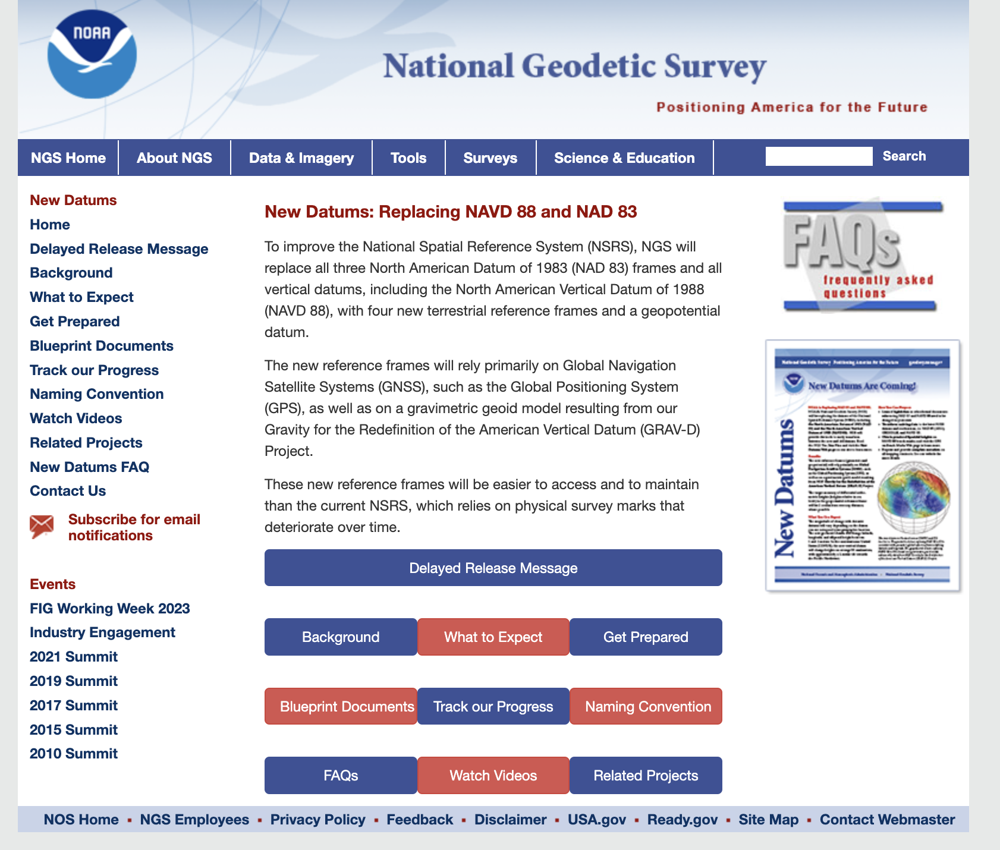 NOAA
National Geodetic Survey
Positioning America for the Future
NGS Home
About NGS
Data & Imagery
Tools
Surveys
Science & Education
Search
New Datums
Home
Delayed Release Message
Background
What to Expect
Get Prepared
Blueprint Documents
Track our Progress
Naming Convention
Watch Videos
Related Projects
New Datums FAQ
Contact Us
Subscribe for email
notifications
Events
FIG Working Week 2023
Industry Engagement
2021 Summit
2019 Summit
2017 Summit
2015 Summit
2010 Summit
New Datums: Replacing NAVD 88 and NAD 83
To improve the National Spatial Reference System (NSRS), NGS will
replace all three North American Datum of 1983 (NAD 83) frames and all
vertical datums, including the North American Vertical Datum of 1988
(NAVD 88), with four new terrestrial reference frames and a geopotential
datum.
The new reference frames will rely primarily on Global Navigation
Satellite Systems (GNSS), such as the Global Positioning System
(GPS), as well as on a gravimetric geoid model resulting from our
Gravity for the Redefinition of the American Vertical Datum (GRAV-D)
Project.
These new reference frames will be easier to access and to maintain
than the current NSRS, which relies on physical survey marks that
deteriorate over time.
Delayed Release Message
Background
What to Expect
Get Prepared
Blueprint Documents
Track our Progress
Naming Convention
FAQs
Watch Videos
Related Projects
FAQs
frequently asked
questions
National Geodetic Survey Positioning America for the Future
New Datums Are Coming!
New Datums
NOS Home ▪ NGS Employees ▪ Privacy Policy ▪ Feedback ▪ Disclaimer ▪ USA.gov ▪ Ready.gov ▪ Site Map ▪ Contact Webmaster